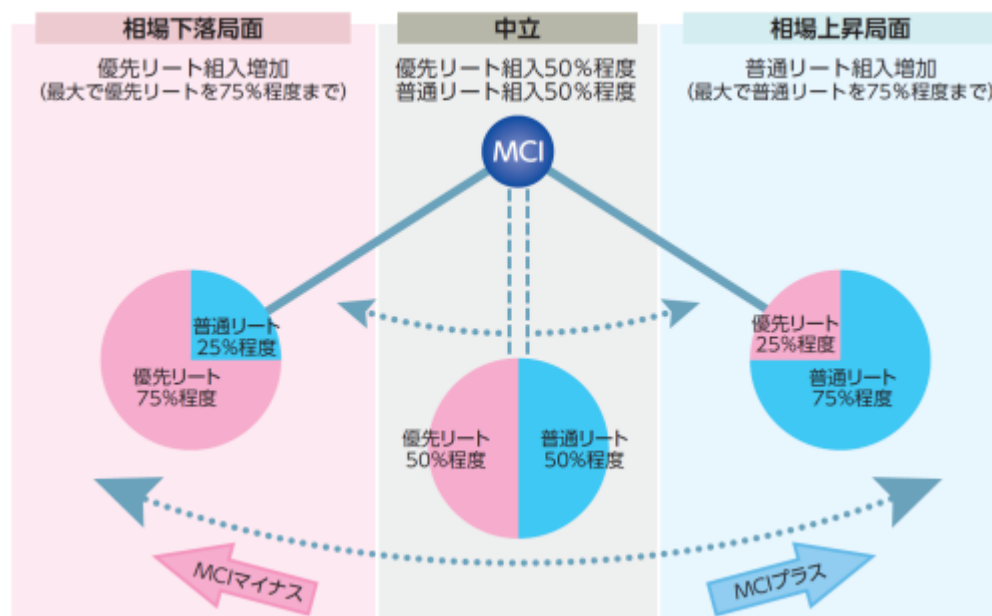 相場下落局面
優先リート組入増加
(最大で優先リートを75%程度まで)
中立
優先リート組入50%程度
普通リート組入50%程度
相場上昇局面
普通リート組入増加
(最大で普通リートを75%程度まで)
MCI
普通リート
25%程度
優先リート
75%程度
優先リート
50%程度
普通リート
50%程度
優先リート
25%程度
普通リート
75%程度
MCIマイナス
MCIプラス